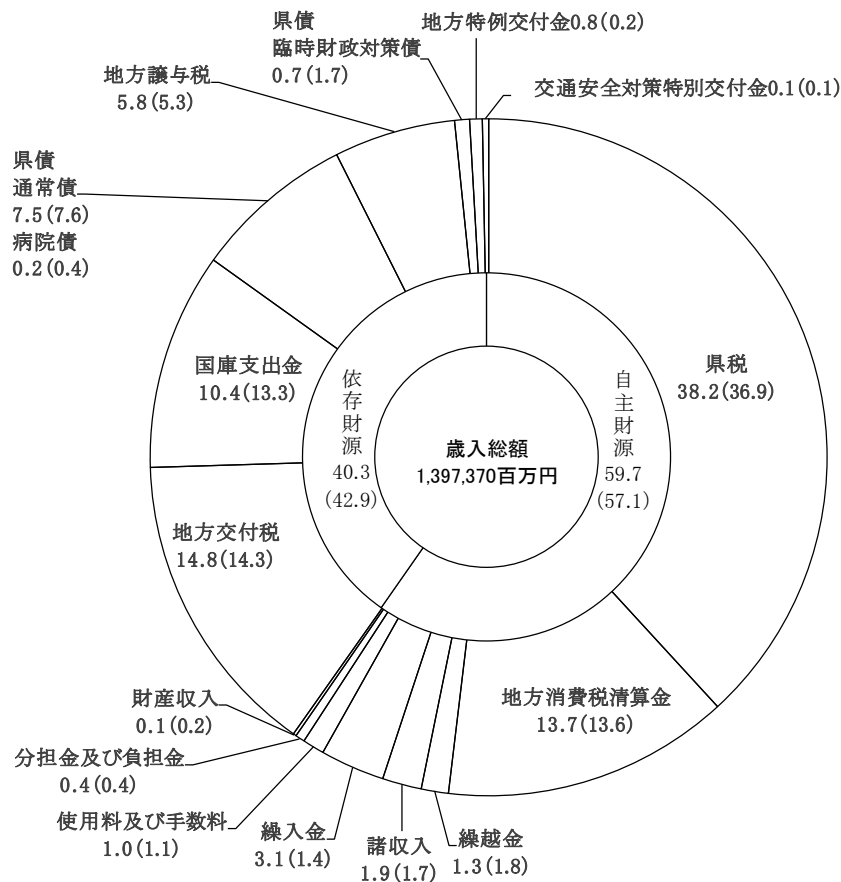 県債
臨時財政対策債
0.7(1.7)
地方特例交付金0.8(0.2)
交通安全対策特別交付金0.1(0.1)
地方譲与税
5.8(5.3)
県債
通常債
7.5(7.6)
病院債
0.2(0.4)
国庫支出金
10.4(13.3)
依存財源
40.3
(42.9)
歳入総額
1,397,370百万円
自主財源
59.7
(57.1)
県税
38.2(36.9)
地方交付税
14.8(14.3)
地方消費税清算金
13.7(13.6)
財産収入
0.1(0.2)
分担金及び負担金
0.4(0.4)
使用料及び手数料
1.0(1.1)
繰入金
3.1(1.4)
諸収入
1.9(1.7)
繰越金
1.3(1.8)